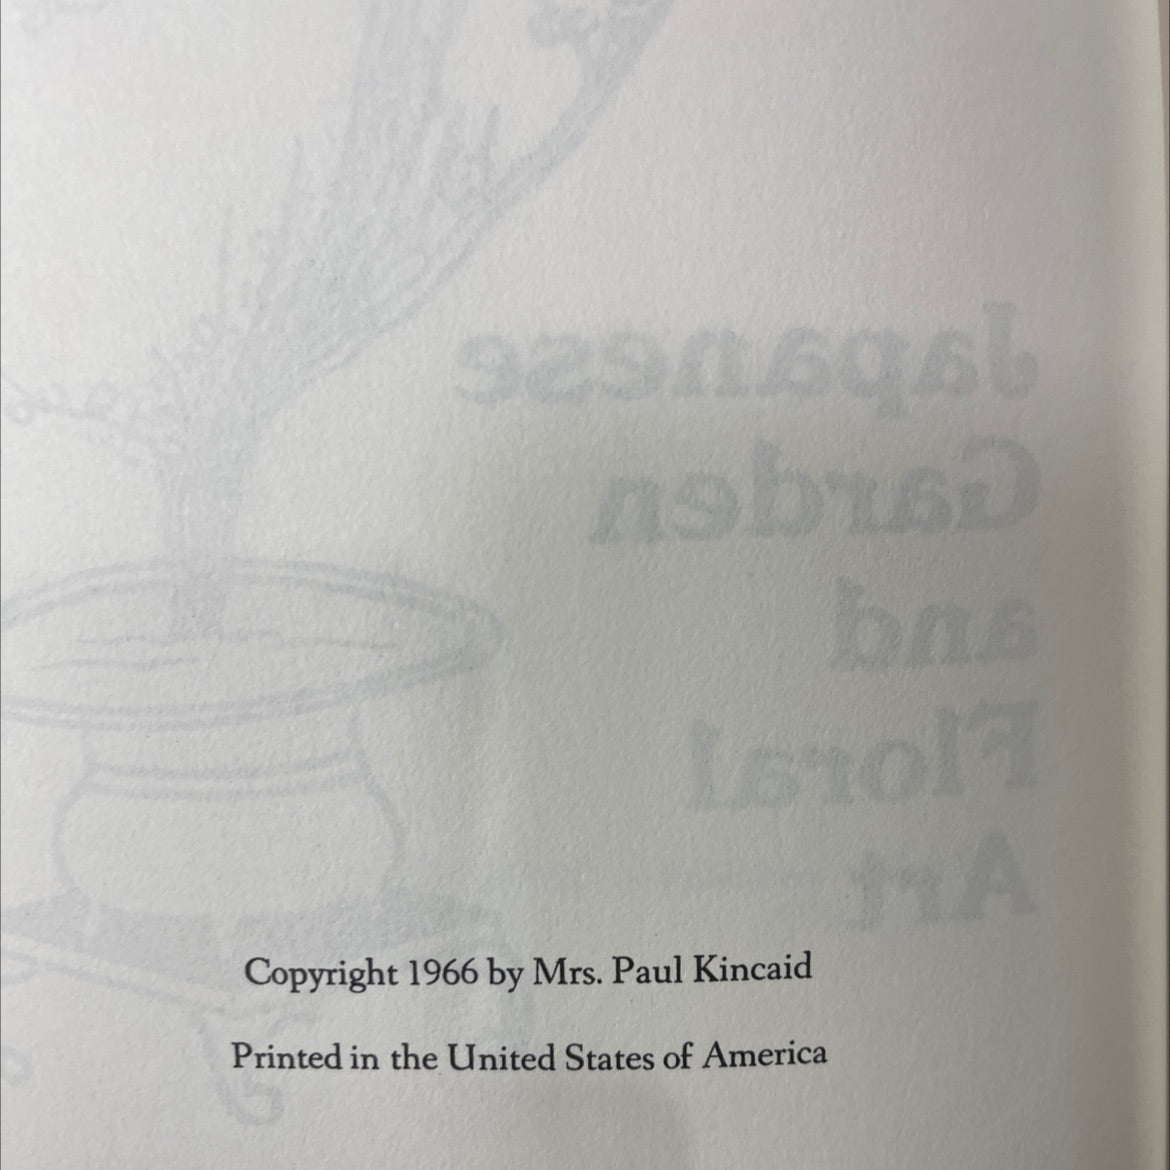 Japanese
Garden
and
Floral
Art
Copyright 1966 by Mrs. Paul Kincaid
Printed in the United States of America